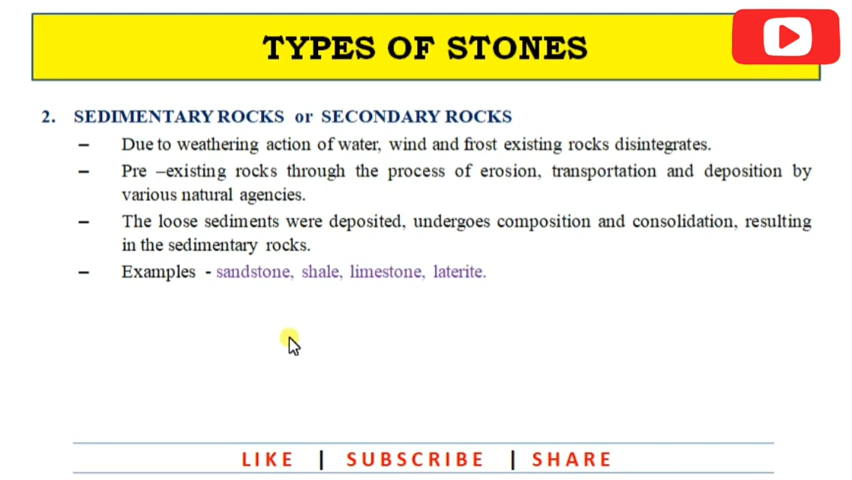 TYPES OF STONES
2. SEDIMENTARY ROCKS or SECONDARY ROCKS
– Due to weathering action of water, wind and frost existing rocks disintegrates.
– Pre –existing rocks through the process of erosion, transportation and deposition by
various natural agencies.
– The loose sediments were deposited, undergoes composition and consolidation, resulting
in the sedimentary rocks.
– Examples - sandstone, shale, limestone, laterite.
LIKE | SUBSCRIBE | SHARE